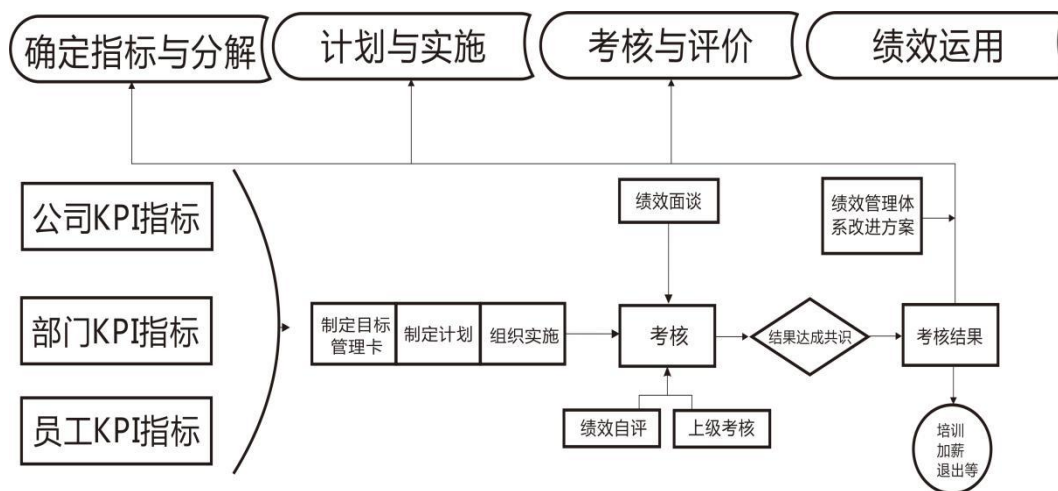 确定指标与分解
计划与实施
考核与评价
绩效运用
公司KPI指标
部门KPI指标
员工KPI指标
制定目标
管理卡
制定计划
组织实施
绩效面谈
考核
绩效自评
上级考核
结果达成共识
绩效管理体
系改进方案
考核结果
培训
加薪
退出等